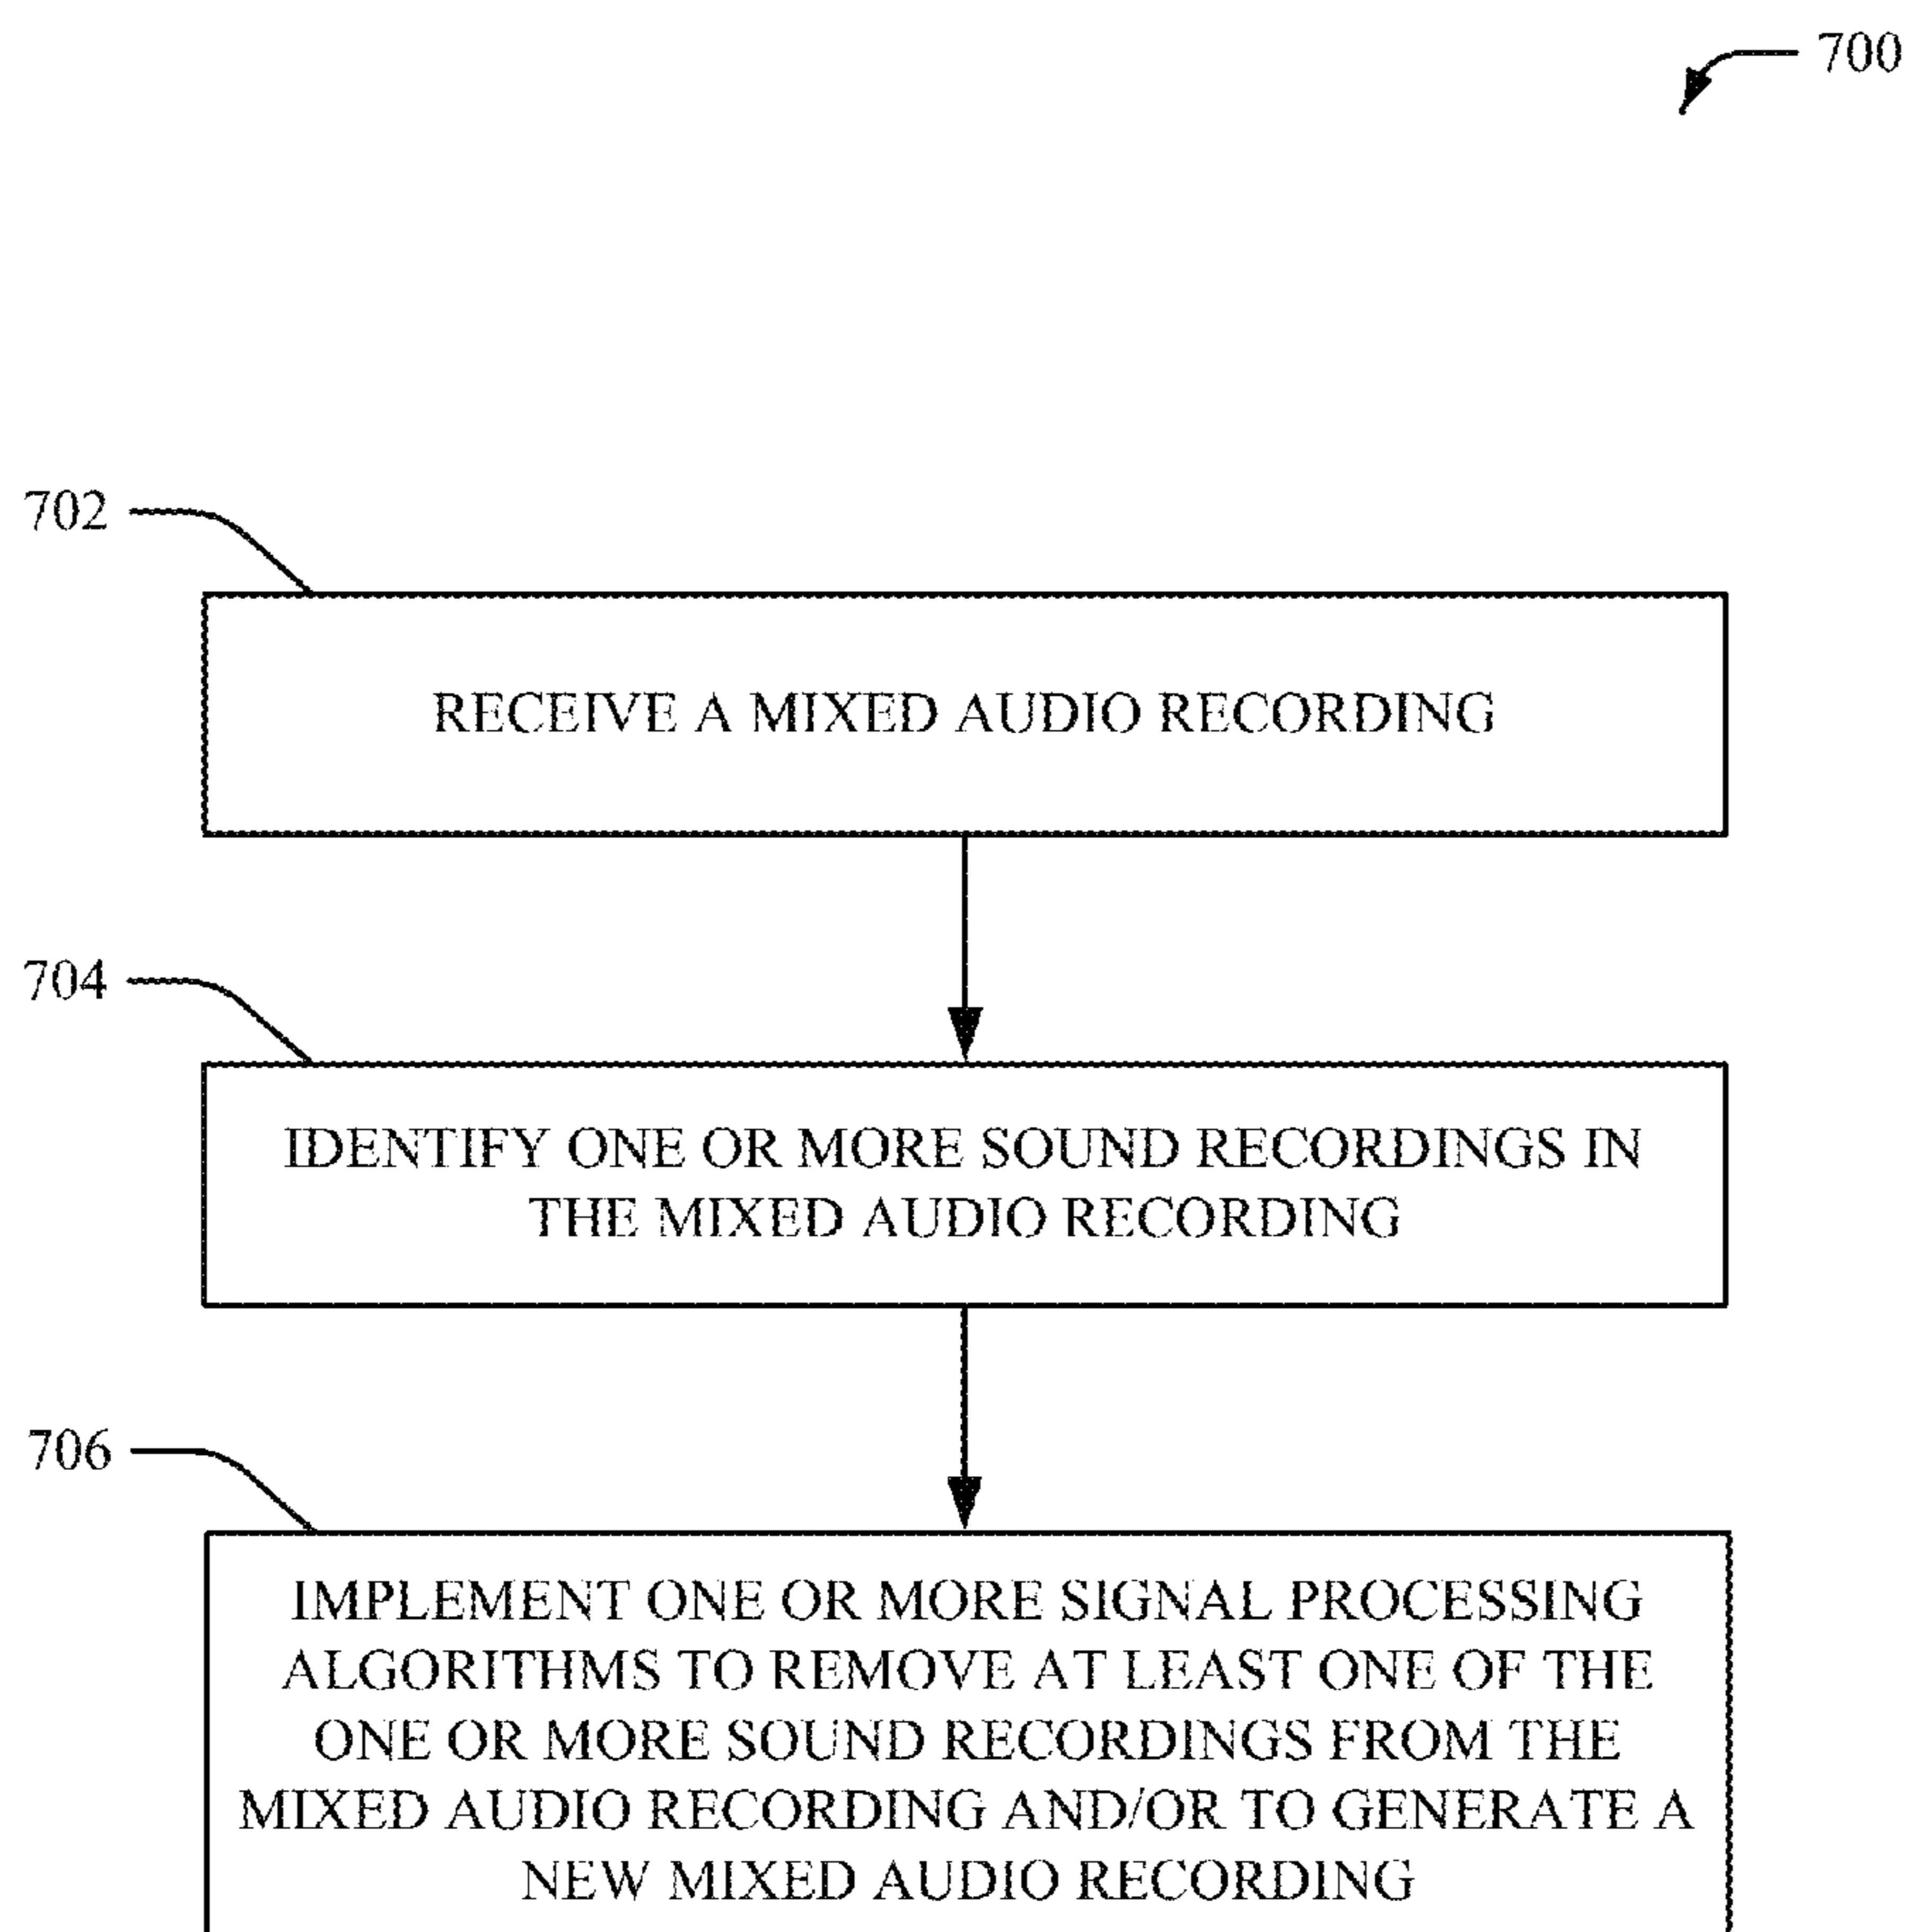 700
702
RECEIVE A MIXED AUDIO RECORDING
704
IDENTIFY ONE OR MORE SOUND RECORDINGS IN
THE MIXED AUDIO RECORDING
706
IMPLEMENT ONE OR MORE SIGNAL PROCESSING
ALGORITHMS TO REMOVE AT LEAST ONE OF THE
ONE OR MORE SOUND RECORDINGS FROM THE
MIXED AUDIO RECORDING AND/OR TO GENERATE A
NEW MIXED AUDIO RECORDING